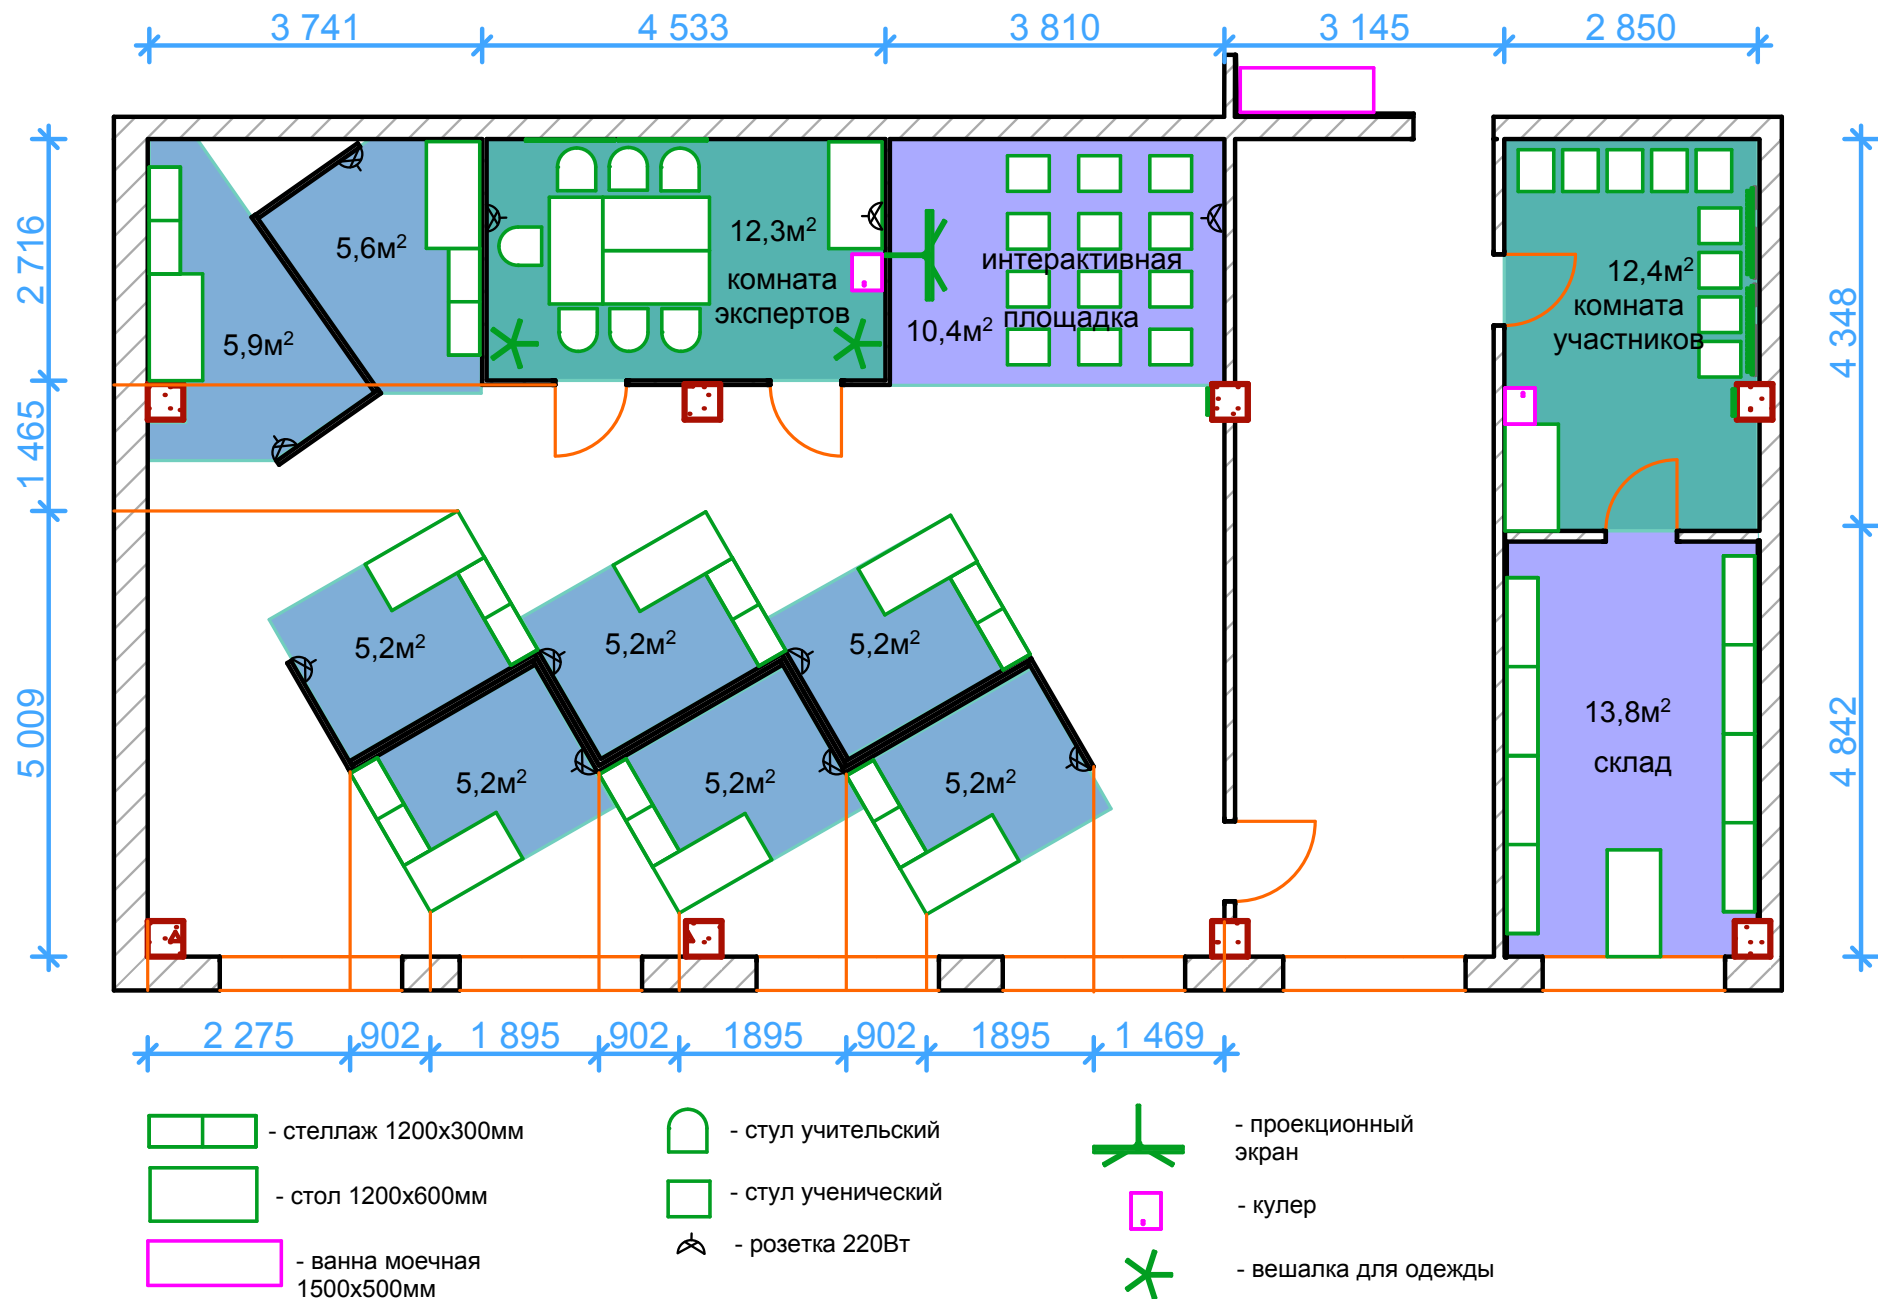 3 741
4 533
3 810
3 145
2 850
2 716
1 465
5 009
4 348
4 842
5,6м²
5,9м²
12,3м²
комната
экспертов
интерактивная
площадка
10,4м²
12,4м²
комната
участников
5,2м²
5,2м²
5,2м²
5,2м²
5,2м²
5,2м²
13,8м²
склад
2 275
902
1 895
902
1895
902
1895
1 469
- стеллаж 1200х300мм
- стол 1200х600мм
- ванна моечная
1500х500мм
- стул учительский
- стул ученический
- розетка 220Вт
- проекционный
экран
- кулер
- вешалка для одежды